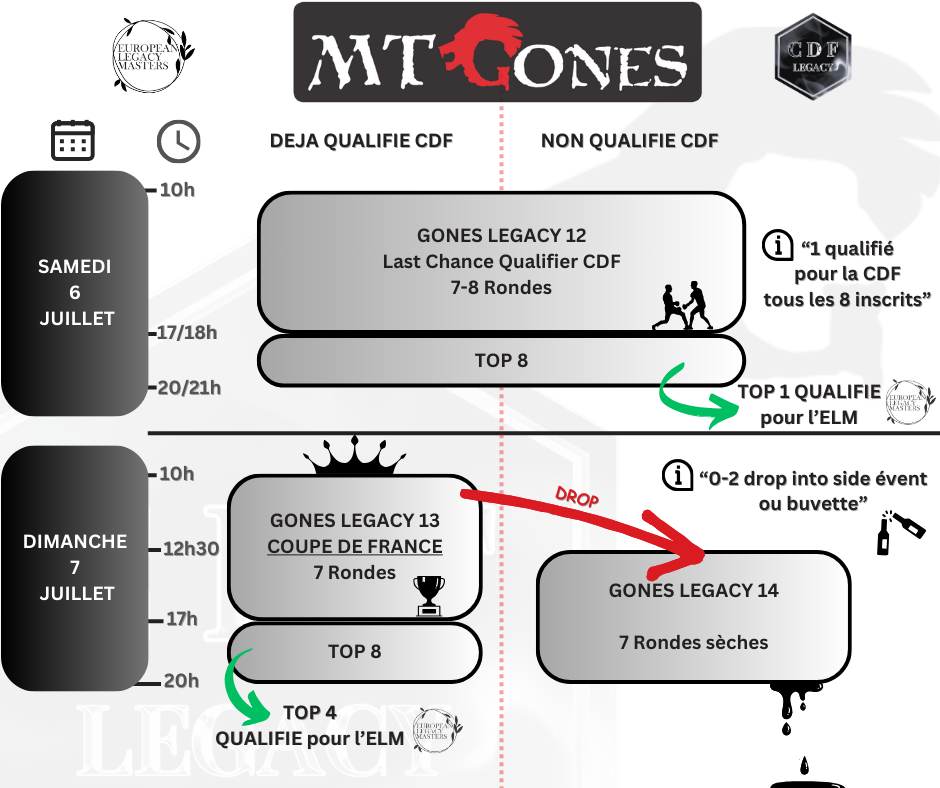 EUROPEAN
LEGACY
MASTERS
MTGONES
CDF
LEGACY
DEJA QUALIFIE CDF
NON QUALIFIE CDF
SAMEDI
6
JUILLET
10h
17/18h
20/21h
GONES LEGACY 12
Last Chance Qualifier CDF
7-8 Rondes
TOP 8
“1 qualifié
pour la CDF
tous les 8 inscrits”
TOP 1 QUALIFIE
pour l’ELM
EUROPEAN
LEGACY
MASTERS
DIMANCHE
7
JUILLET
10h
12h30
17h
20h
GONES LEGACY 13
COUPE DE FRANCE
7 Rondes
TOP 8
TOP 4
QUALIFIE pour l’ELM
EUROPEAN
LEGACY
MASTERS
DROP
“0-2 drop into side évent
ou buvette”
GONES LEGACY 14
7 Rondes sèches
LEGACY